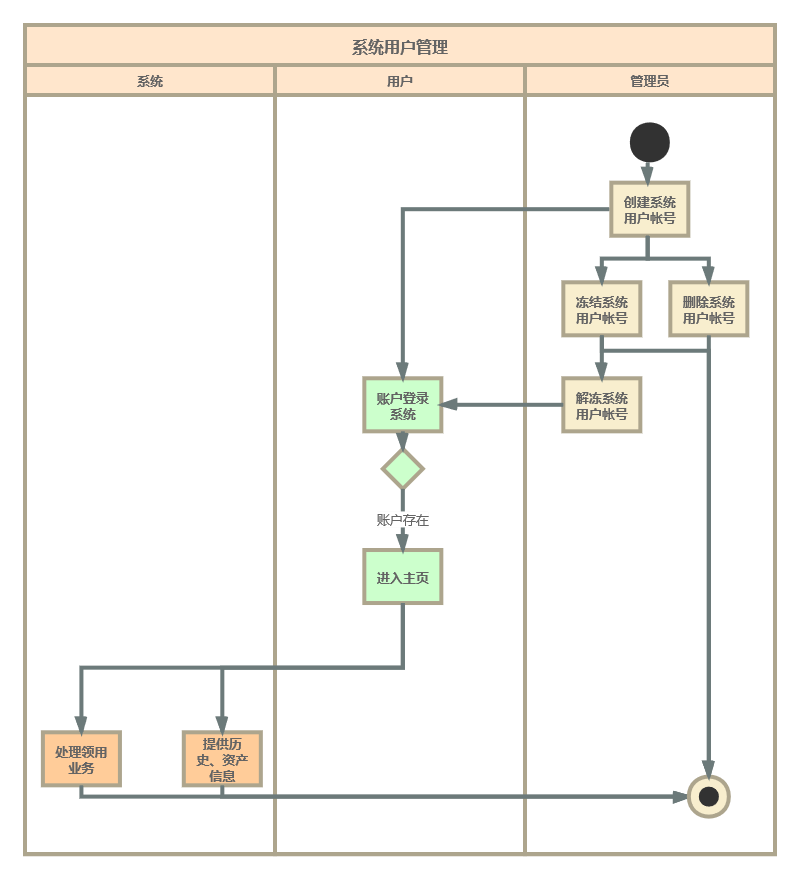 系统用户管理
系统
用户
管理员
创建系统
用户帐号
冻结系统
用户帐号
删除系统
用户帐号
账户登录
系统
解冻系统
用户帐号
账户存在
进入主页
处理领用
业务
提供历
史、资产
信息